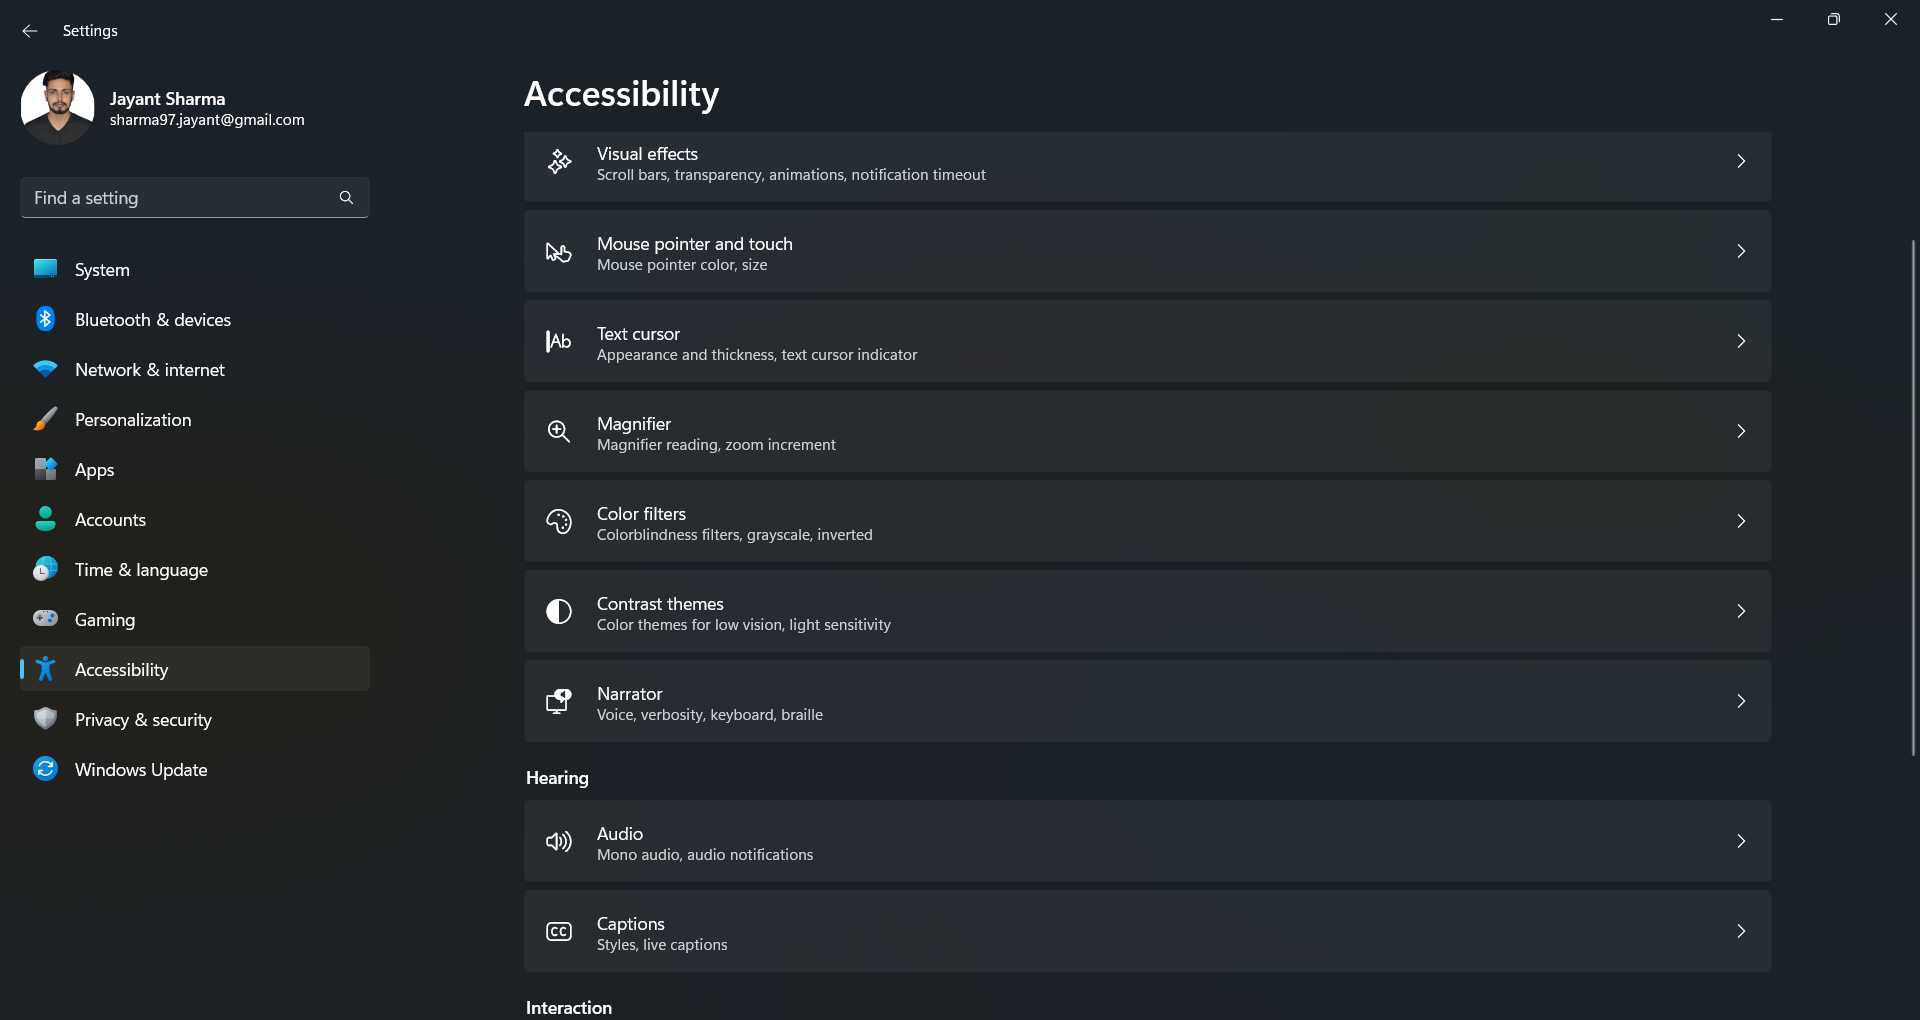 Settings
Jayant Sharma
sharma97.jayant@gmail.com
Find a setting
System
Bluetooth & devices
Network & internet
Personalization
Apps
Accounts
Time & language
Gaming
Accessibility
Privacy & security
Windows Update
Accessibility
Visual effects
Scroll bars, transparency, animations, notification timeout
Mouse pointer and touch
Mouse pointer color, size
Ab
Text cursor
Appearance and thickness, text cursor indicator
Magnifier
Magnifier reading, zoom increment
Color filters
Colorblindness filters, grayscale, inverted
Contrast themes
Color themes for low vision, light sensitivity
Narrator
Voice, verbosity, keyboard, braille
Hearing
Audio
Mono audio, audio notifications
CC
Captions
Styles, live captions
Interaction